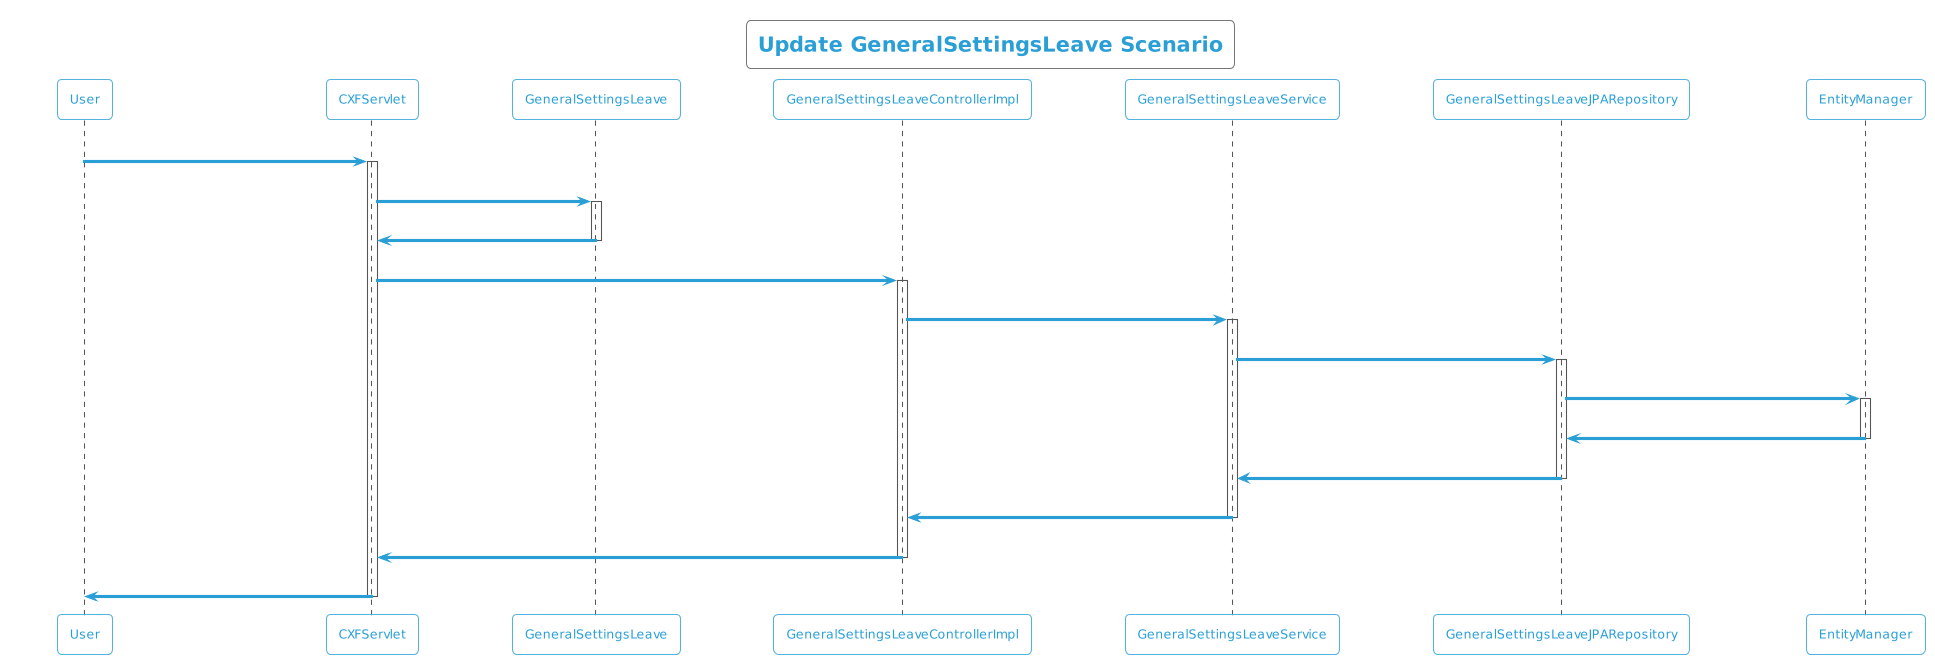 Update GeneralSettingsLeave Scenario
User
CXFServlet
GeneralSettingsLeave
GeneralSettingsLeaveControllerImpl
GeneralSettingsLeaveService
GeneralSettingsLeaveJPARepository
EntityManager
User
CXFServlet
GeneralSettingsLeave
GeneralSettingsLeaveControllerImpl
GeneralSettingsLeaveService
GeneralSettingsLeaveJPARepository
EntityManager